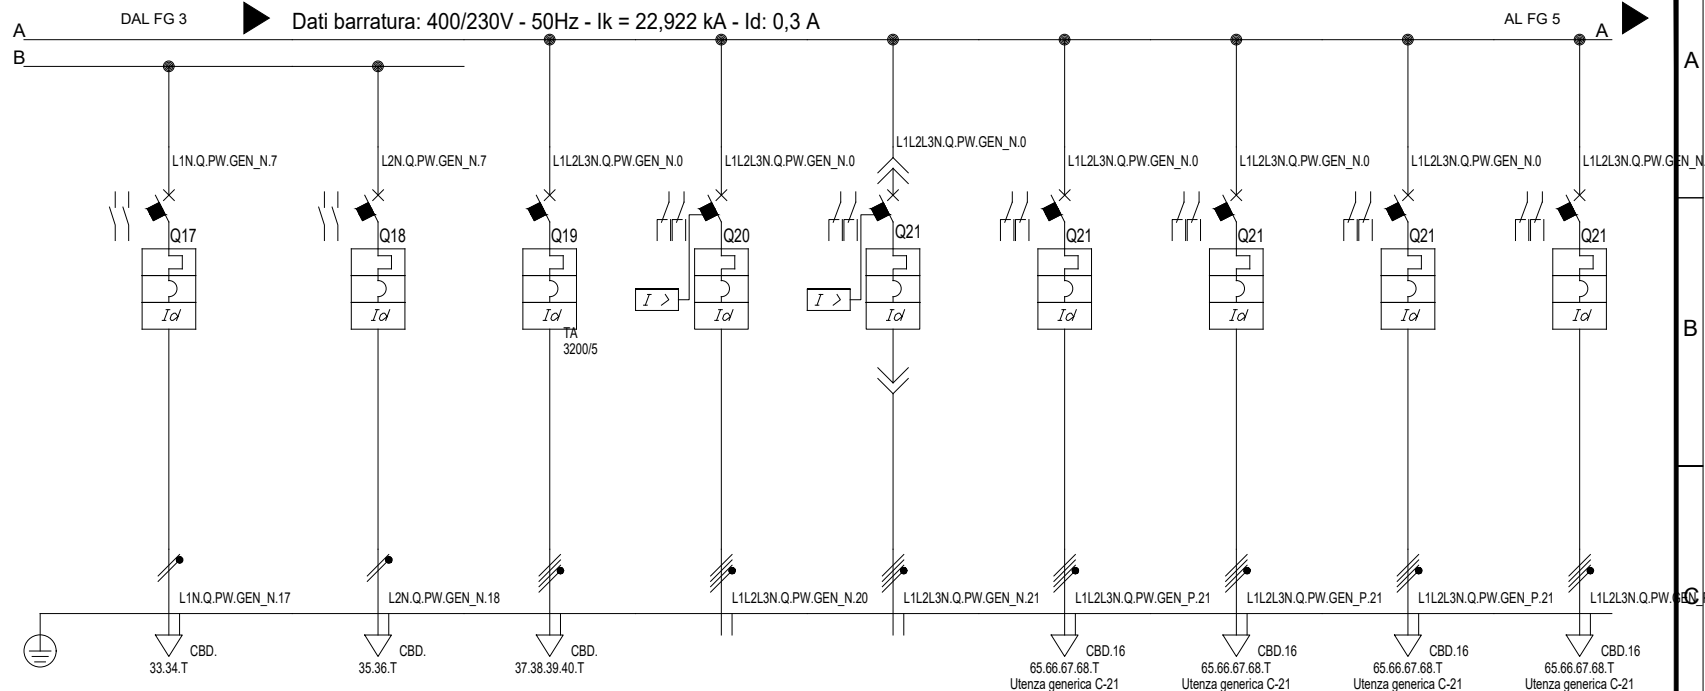 DAL FG 3
Dati barratura: 400/230V - 50Hz - Ik = 22,922 kA - Id: 0,3 A
AL FG 5
A
A
B
A
L1L2L3N.Q.PW.GEN_N.0
L1N.Q.PW.GEN_N.7
L2N.Q.PW.GEN_N.7
L1L2L3N.Q.PW.GEN_N.0
L1L2L3N.Q.PW.GEN_N.0
L1L2L3N.Q.PW.GEN_N.0
L1L2L3N.Q.PW.GEN_N.0
L1L2L3N.Q.PW.GEN_N.0
L1L2L3N.Q.PW.GEN_N.
Q17
Q18
Q19
Q20
Q21
Q21
Q21
Q21
Q21
I >
I >
Id
Id
Id
Id
Id
Id
Id
Id
Id
TA
3200/5
B
L1N.Q.PW.GEN_N.17
L2N.Q.PW.GEN_N.18
L1L2L3N.Q.PW.GEN_N.20
L1L2L3N.Q.PW.GEN_N.21
L1L2L3N.Q.PW.GEN_P.21
L1L2L3N.Q.PW.GEN_P.21
L1L2L3N.Q.PW.GEN_P.21
L1L2L3N.Q.PW.GEN_
C
CBD.
33.34.T
CBD.
35.36.T
CBD.
37.38.39.40.T
CBD.16
65.66.67.68.T
Utenza generica C-21
CBD.16
65.66.67.68.T
Utenza generica C-21
CBD.16
65.66.67.68.T
Utenza generica C-21
CBD.16
65.66.67.68.T
Utenza generica C-21